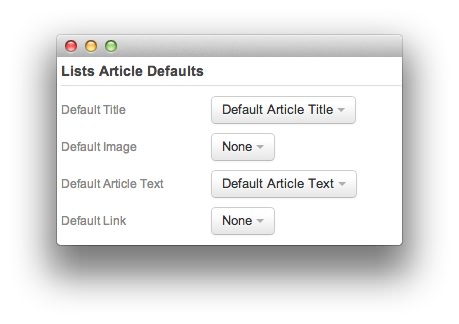 Lists Article Defaults
Default Title Default Article Title
Default Image None
Default Article Text Default Article Text
Default Link None